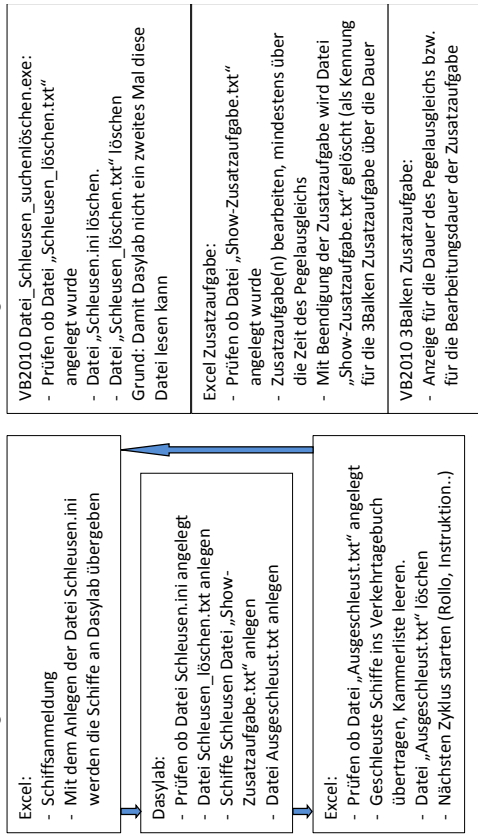 Excel:
- Schiffsanmeldung
- Mit dem Anlegen der Datei Schleusen.ini
werden die Schiffe an Dasylab übergeben
Dasylab:
- Prüfen ob Datei Schleusen.ini angelegt
- Datei Schleusen_löschen.txt anlegen
- Schiffe Schleusen Datei „Show-
Zusatzaufgabe.txt“ anlegen
- Datei Ausgeschleust.txt anlegen
Excel:
- Prüfen ob Datei „Ausgeschleust.txt“ angelegt
- Geschleuste Schiffe ins Verkehrtagebuch
übertragen, Kammerliste leeren.
- Datei „Ausgeschleust.txt“ löschen
- Nächsten Zyklus starten (Rollo, Instruktion..)
VB2010 Datei_Schleusen_suchenlöschen.exe:
- Prüfen ob Datei „Schleusen_löschen.txt“
angelegt wurde
- Datei „Schleusen.ini löschen.
- Datei „Schleusen_löschen.txt“ löschen
Grund: Damit Dasylab nicht ein zweites Mal diese
Datei lesen kann
Excel Zusatzaufgabe:
- Prüfen ob Datei „Show-Zusatzaufgabe.txt“
angelegt wurde
- Zusatzaufgabe(n) bearbeiten, mindestens über
die Zeit des Pegelausgleichs
- Mit Beendigung der Zusatzaufgabe wird Datei
„Show-Zusatzaufgabe.txt“ gelöscht (als Kennung
für die 3Balken Zusatzaufgabe über die Dauer
VB2010 3Balken Zusatzaufgabe:
- Anzeige für die Dauer des Pegelausgleichs bzw.
für die Bearbeitungsdauer der Zusatzaufgabe